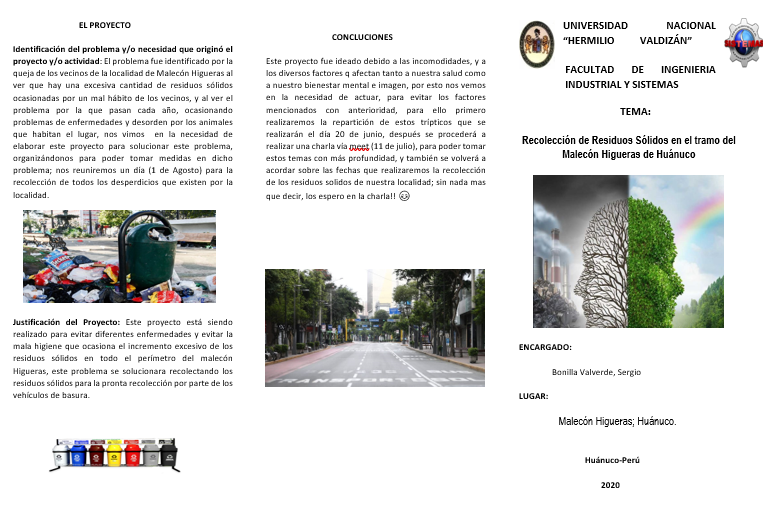 EL PROYECTO
Identificación del problema y/o necesidad que originó el
proyecto y/o actividad: El problema fue identificado por la
queja de los vecinos de la localidad de Malecón Higueras al
ver que hay una excesiva cantidad de residuos sólidos
ocasionadas por un mal hábito de los vecinos, y al ver el
problema por la que pasan cada año, ocasionando
problemas de enfermedades y desorden por los animales
que habitan el lugar, nos vimos en la necesidad de
elaborar este proyecto para solucionar este problema,
organizándonos para poder tomar medidas en dicho
problema; nos reuniremos un día (1 de Agosto) para la
recolección de todos los desperdicios que existen por la
localidad.
Justificación del Proyecto: Este proyecto está siendo
realizado para evitar diferentes enfermedades y evitar la
mala higiene que ocasiona el incremento excesivo de los
residuos sólidos en todo el perímetro del malecón
Higueras, este problema se solucionara recolectando los
residuos sólidos para la pronta recolección por parte de los
vehículos de basura.
CONCLUCIONES
Este proyecto fue ideado debido a las incomodidades, y a
los diversos factores q afectan tanto a nuestra salud como
a nuestro bienestar mental e imagen, por esto nos vemos
en la necesidad de actuar, para evitar los factores
mencionados con anterioridad, para ello primero
realizaremos la repartición de estos trípticos que se
realizarán el día 20 de junio, después se procederá a
realizar una charla vía meet (11 de julio), para poder tomar
estos temas con más profundidad, y también se volverá a
acordar sobre las fechas que realizaremos la recolección
de los residuos solidos de nuestra localidad; sin nada mas
que decir, los espero en la charla!! 😊
UNIVERSIDAD NACIONAL
“HERMILIO VALDIZÁN”
FACULTAD DE INGENIERIA
INDUSTRIAL Y SISTEMAS
TEMA:
Recolección de Residuos Sólidos en el tramo del
Malecón Higueras de Huánuco
ENCARGADO:
Bonilla Valverde, Sergio
LUGAR:
Malecón Higueras; Huánuco.
Huánuco-Perú
2020